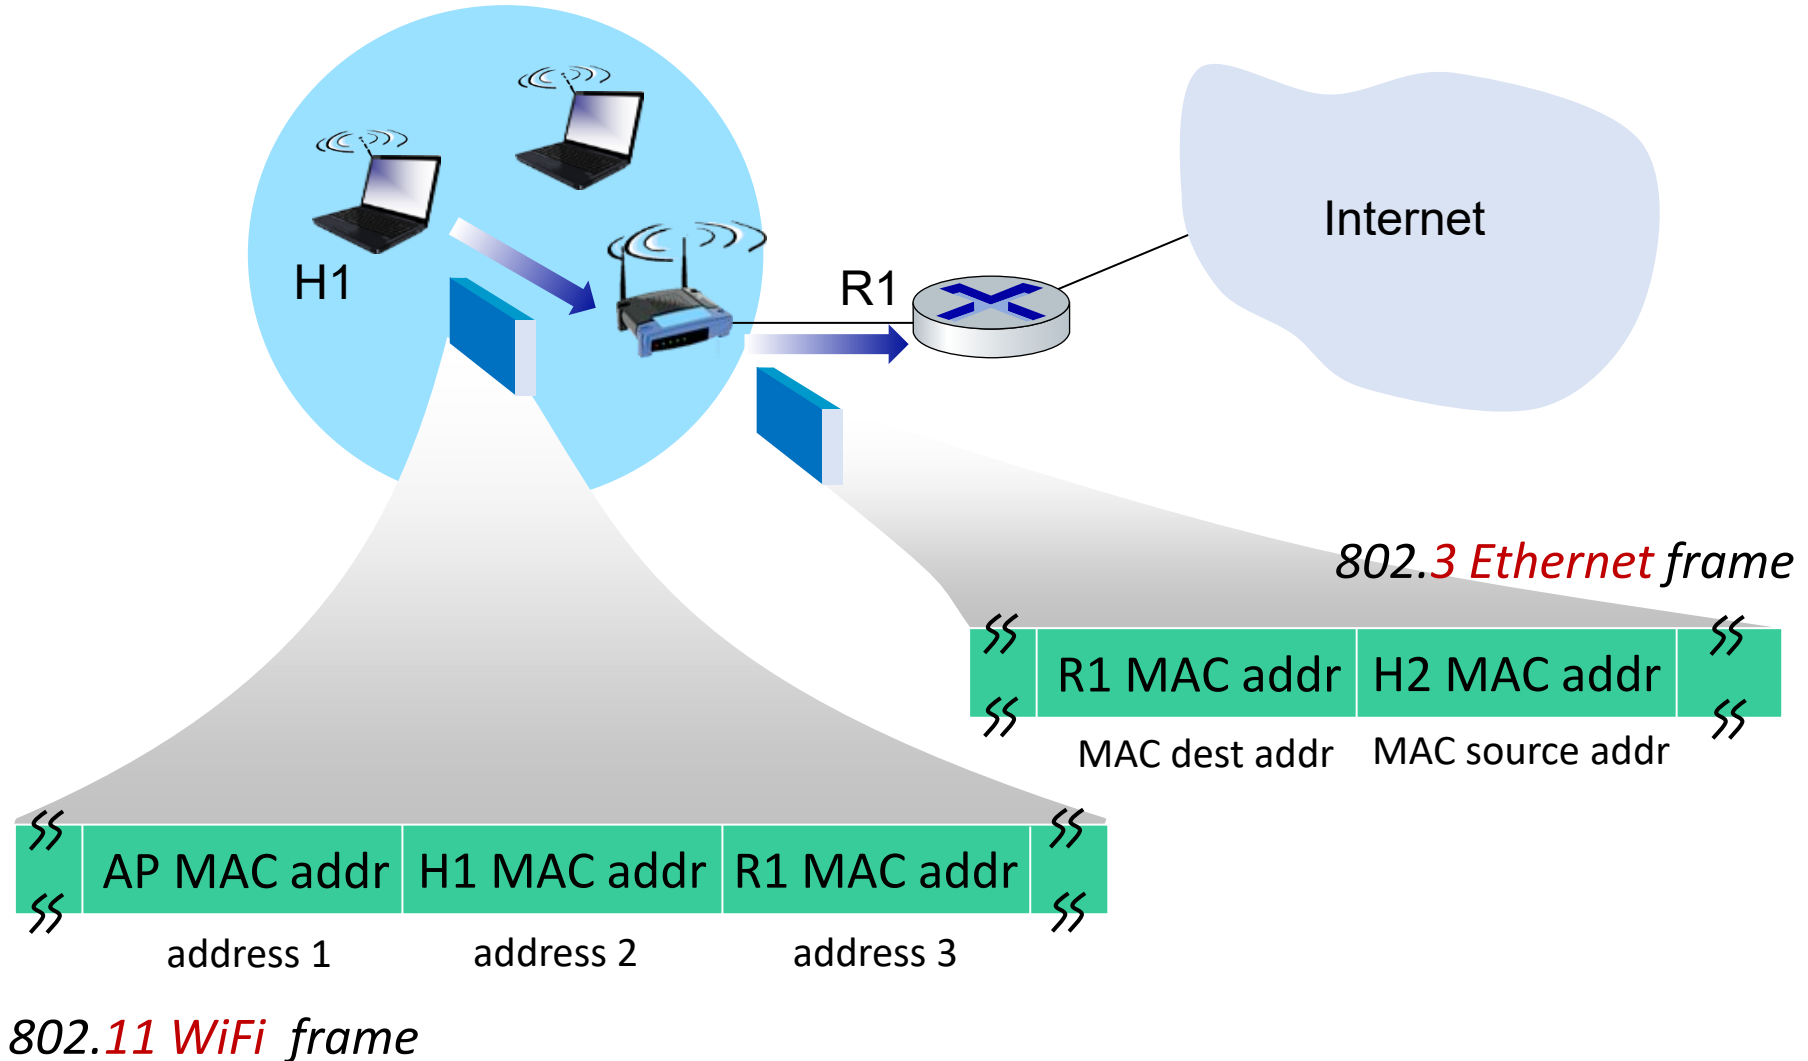 Internet
H1
R1
802.3 Ethernet frame
R1 MAC addr H2 MAC addr
MAC dest addr MAC source addr
AP MAC addr H1 MAC addr R1 MAC addr
address 1 address 2 address 3
802.11 WiFi frame